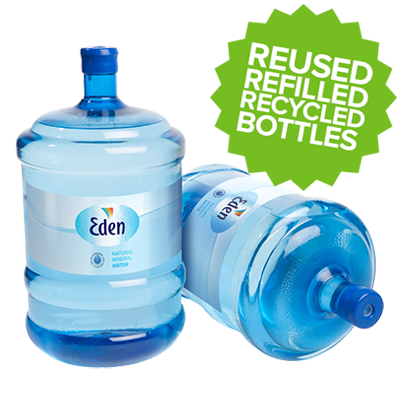 REUSED
REFILLED
RECYCLED
BOTTLES
Eden
NATURAL
MINERAL
WATER
Eden